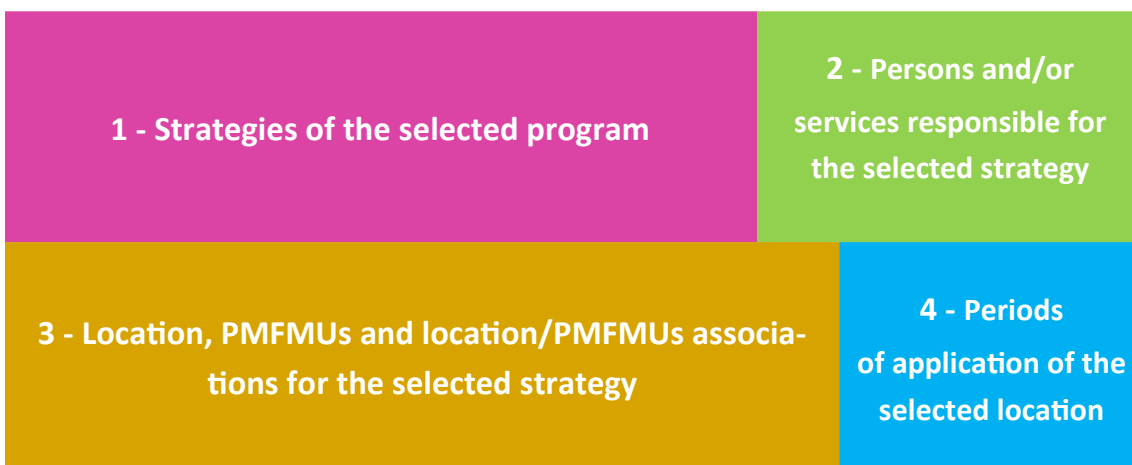 1 - Strategies of the selected program
2 - Persons and/or
services responsible for
the selected strategy
3 - Location, PMFMUs and location/PMFMUs associa-
tions for the selected strategy
4 - Periods
of application of the
selected location